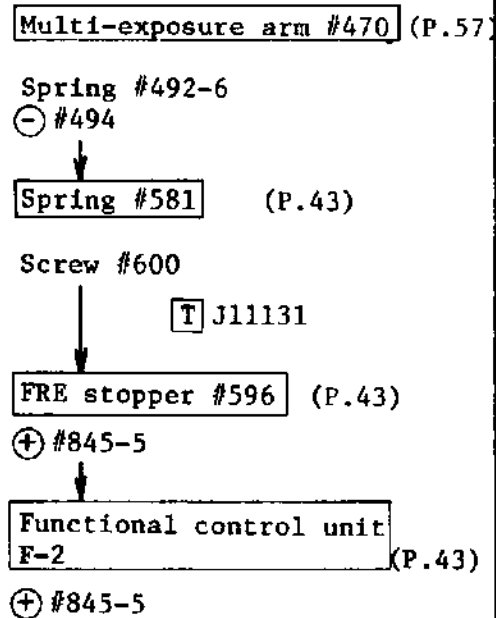 Multi-exposure arm #470 (P.57)
Spring #492-6
⊖ #494
Spring #581 (P.43)
Screw #600
T J11131
FRE stopper #596 (P.43)
⊕ #845-5
Functional control unit
F-2 (P.43)
⊕ #845-5